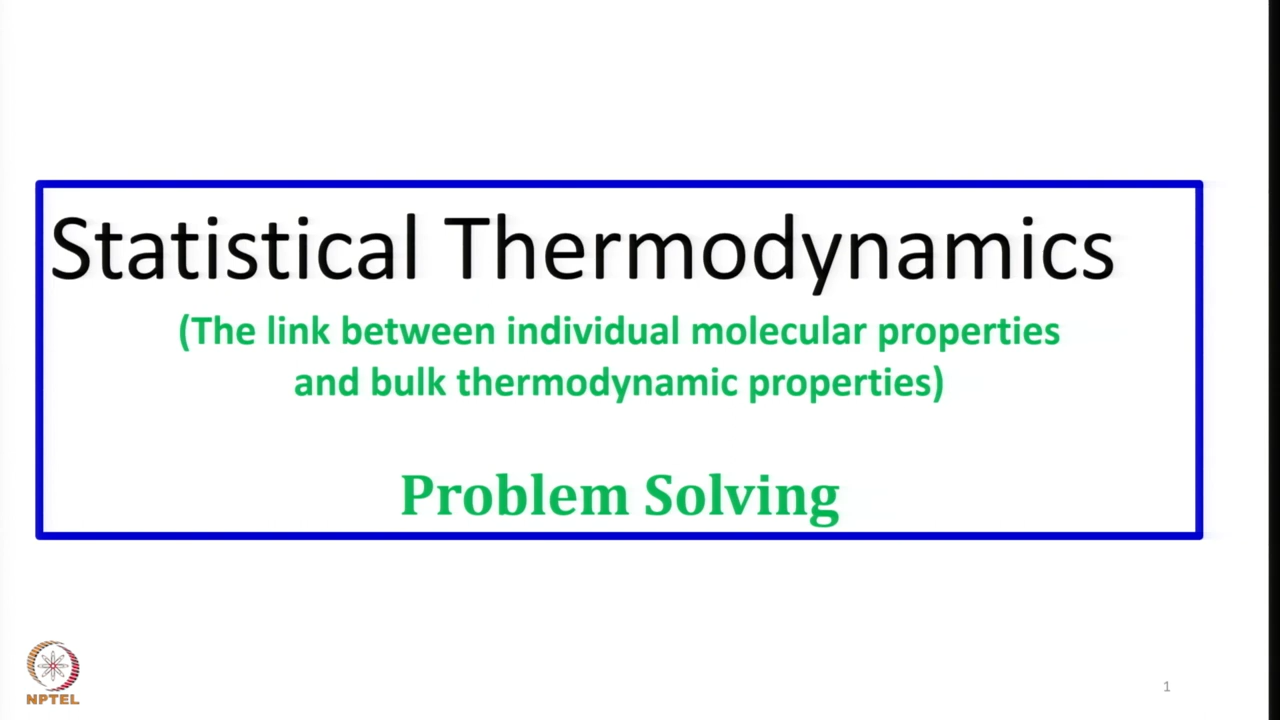 Statistical Thermodynamics
(The link between individual molecular properties
and bulk thermodynamic properties)
Problem Solving
NPTEL
1